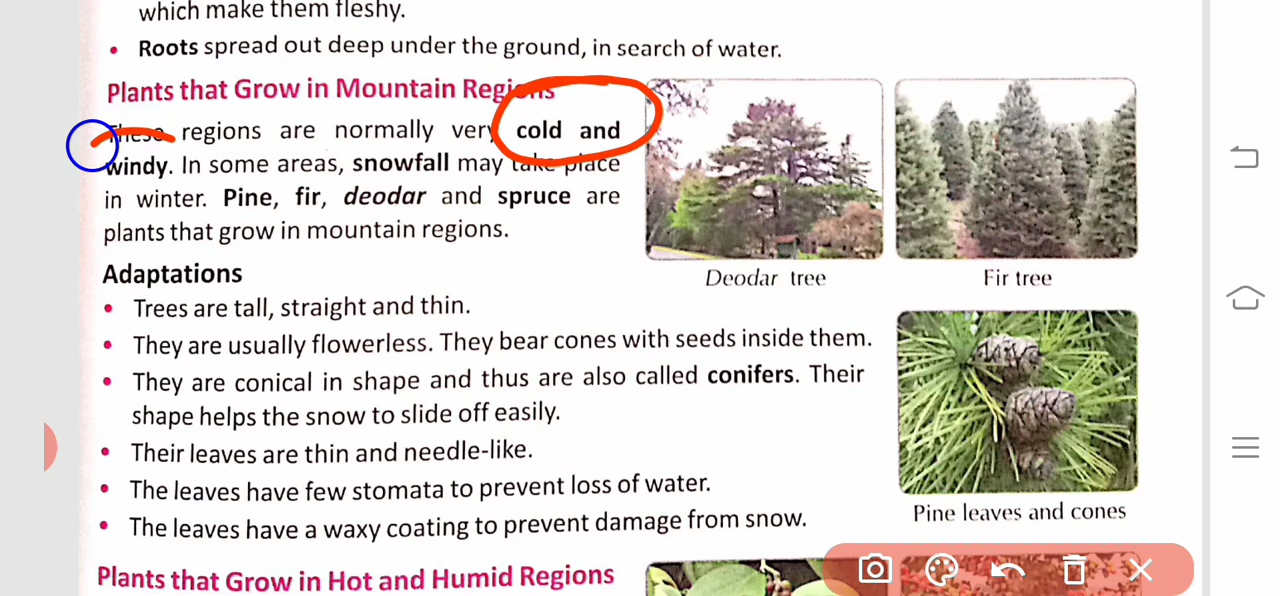 which make them fleshy.
• Roots spread out deep under the ground, in search of water.
Plants that Grow in Mountain Regions
These regions are normally very cold and
windy. In some areas, snowfall may take place
in winter. Pine, fir, deodar and spruce are
plants that grow in mountain regions.
Deodar tree
Fir tree
Adaptations
• Trees are tall, straight and thin.
• They are usually flowerless. They bear cones with seeds inside them.
• They are conical in shape and thus are also called conifers. Their
shape helps the snow to slide off easily.
• Their leaves are thin and needle-like.
• The leaves have few stomata to prevent loss of water.
• The leaves have a waxy coating to prevent damage from snow.
Pine leaves and cones
Plants that Grow in Hot and Humid Regions